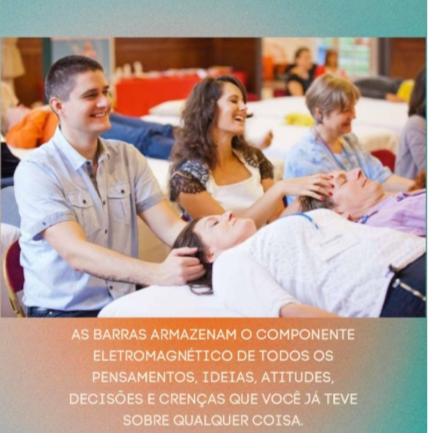 AS BARRAS ARMAZENAM O COMPONENTE
ELETROMAGNÉTICO DE TODOS OS
PENSAMENTOS, IDEIAS, ATITUDES,
DECISÕES E CRENÇAS QUE VOCÊ JÁ TEVE
SOBRE QUALQUER COISA.